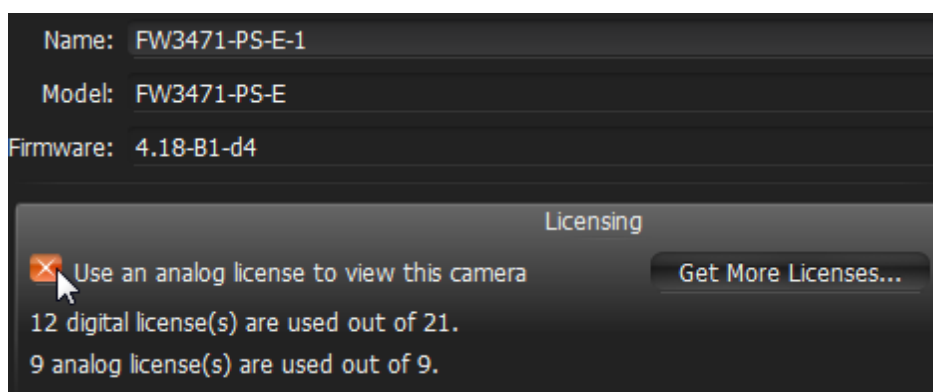 Name: FW3471-PS-E-1
Model: FW3471-PS-E
Firmware: 4.18-B1-d4
Licensing
Use an analog license to view this camera Get More Licenses...
12 digital license(s) are used out of 21.
9 analog license(s) are used out of 9.